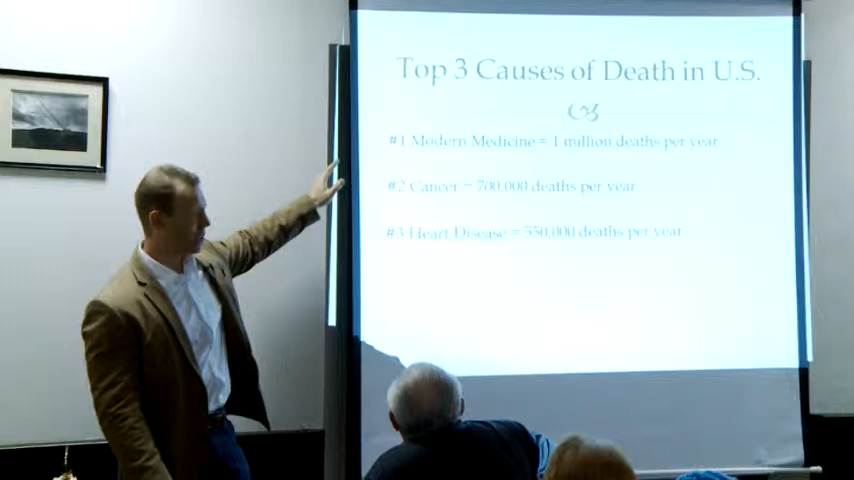 Top 3 Causes of Death in U.S.
#1 Modern Medicine = 1 million deaths per year
#2 Cancer = 700,000 deaths per year
#3 Heart Disease = 550,000 deaths per year